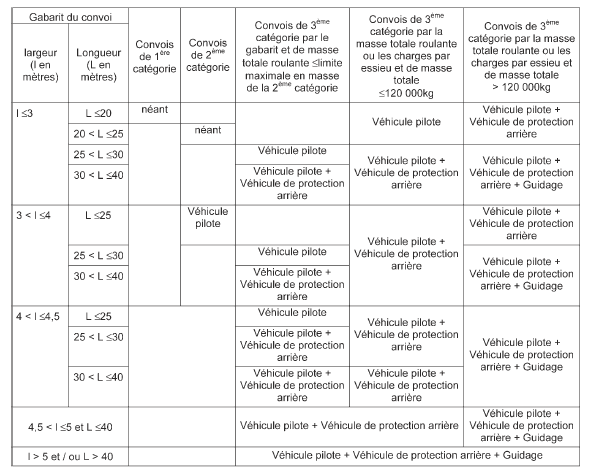 Gabarit du convoi
largeur
(l en
mètres)
Longueur
(L en
mètres)
Convois
de 1ère
catégorie
Convois
de 2ème
catégorie
Convois de 3ème
catégorie par le
gabarit et de masse
totale roulante ≤limite
maximale en masse
de la 2ème catégorie
Convois de 3ème
catégorie par la
masse totale roulante
ou les charges par
essieu et de masse
totale
≤120 000kg
Convois de 3ème
catégorie par la masse
totale roulante ou les
charges par essieu et
de masse totale
> 120 000kg
l ≤3
L ≤20
néant
Véhicule pilote
Véhicule pilote +
Véhicule de protection
arrière
20 < L ≤25
néant
25 < L ≤30
Véhicule pilote
Véhicule pilote +
Véhicule de protection
arrière
Véhicule pilote +
Véhicule de protection
arrière + Guidage
30 < L ≤40
Véhicule pilote +
Véhicule de protection
arrière
3 < l ≤4
L ≤25
Véhicule
pilote
Véhicule pilote +
Véhicule de protection
arrière
Véhicule pilote +
Véhicule de protection
arrière
25 < L ≤30
Véhicule pilote
Véhicule pilote +
Véhicule de protection
arrière + Guidage
30 < L ≤40
Véhicule pilote +
Véhicule de protection
arrière
4 < l ≤4,5
L ≤25
Véhicule pilote
Véhicule pilote +
Véhicule de protection
arrière
Véhicule pilote +
Véhicule de protection
arrière + Guidage
25 < L ≤30
Véhicule pilote +
Véhicule de protection
arrière
30 < L ≤40
Véhicule pilote +
Véhicule de protection
arrière
Véhicule pilote +
Véhicule de protection
arrière
4,5 < l ≤5 et L ≤40
Véhicule pilote + Véhicule de protection arrière
Véhicule pilote +
Véhicule de protection
arrière + Guidage
l > 5 et / ou L > 40
Véhicule pilote + Véhicule de protection arrière + Guidage